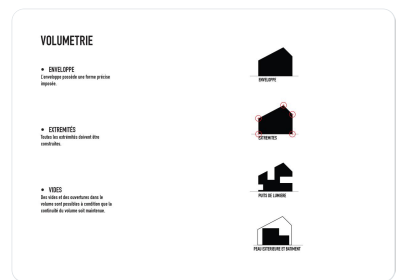 VOLUMETRIE
• ENVELOPPE
L'enveloppe possède une forme précise
imposée.
ENVELOPPE
• EXTREMITÉS
Toutes les extremités doivent être
construites.
EXTREMITES
• VIDES
Des vides et des ouvertures dans le
volume sont possibles à condition que la
continuité du volume soit maintenue.
PUITS DE LUMIERE
PEAU EXTERIEURE ET BATIMENT